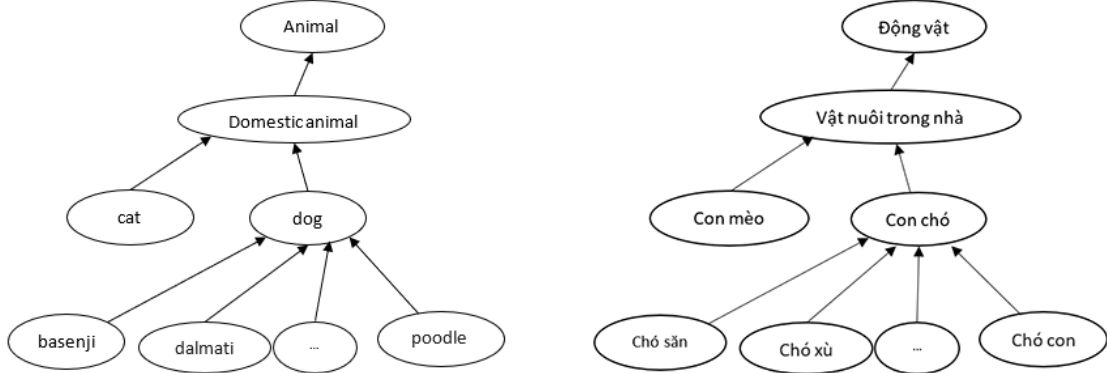 Animal
Domestic animal
cat
dog
basenji
dalmati
...
poodle
Động vật
Vật nuôi trong nhà
Con mèo
Con chó
Chó săn
Chó xù
...
Chó con